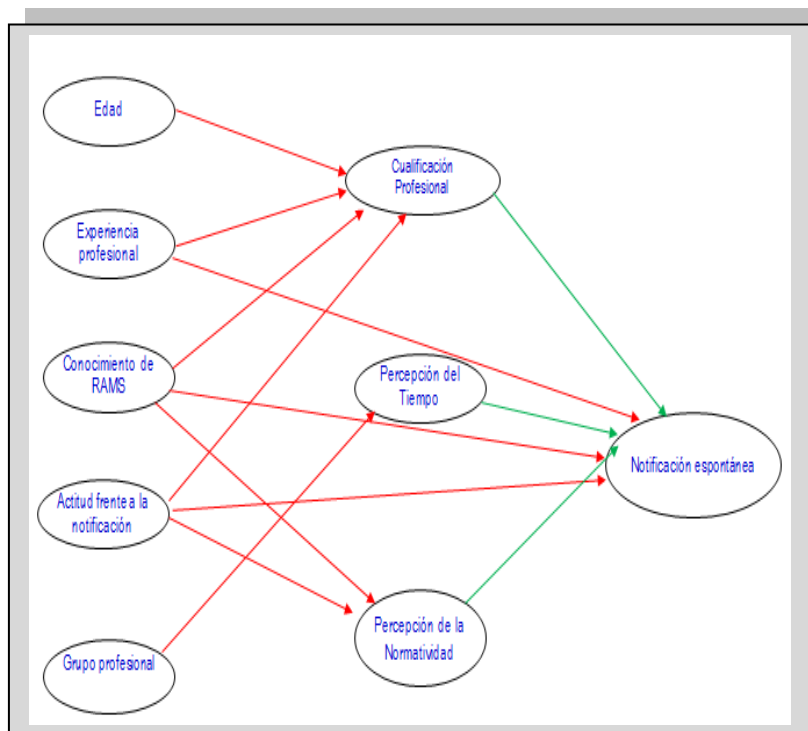 Edad
Cualificación
Profesional
Experiencia
profesional
Conocimiento de
RAMS
Percepción del
Tiempo
Notificación espontánea
Actitud frente a la
notificación
Percepción de la
Normatividad
Grupo profesional